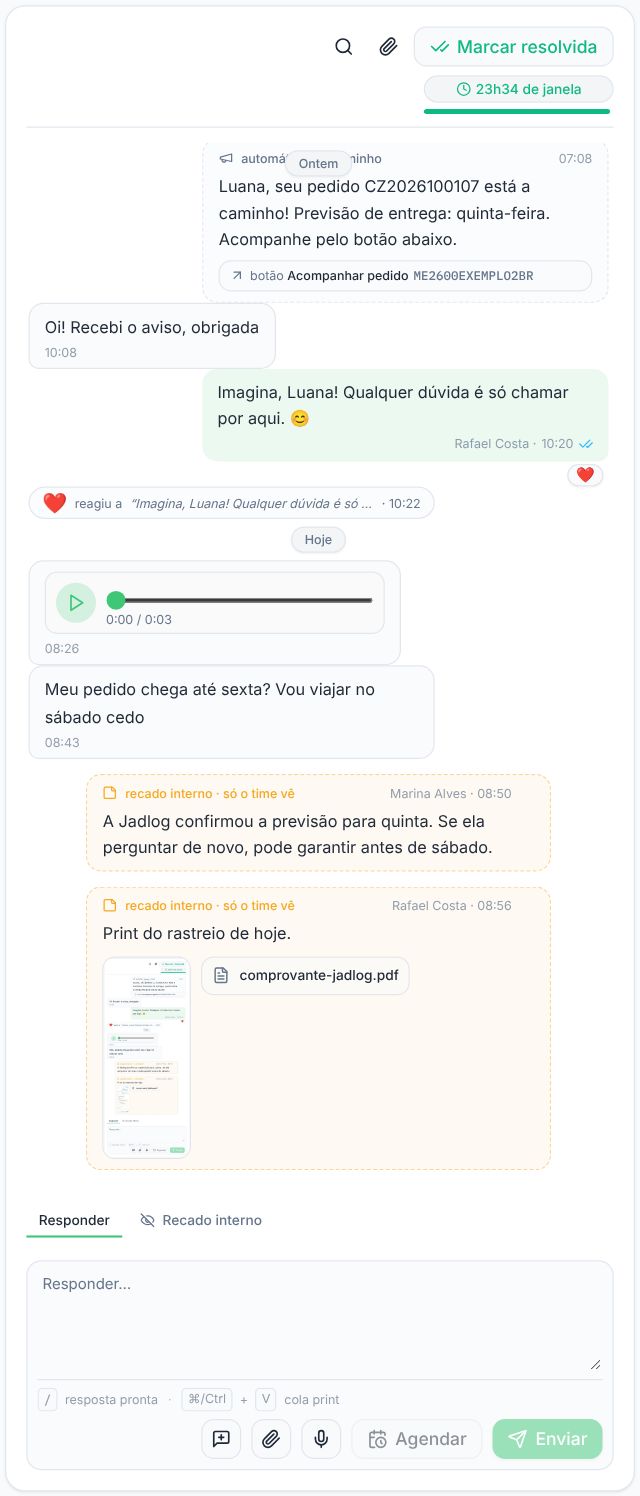 Marcar resolvida
23h34 de janela
Ontem
07:08
Luana, seu pedido CZ2026100107 está a
caminho! Previsão de entrega: quinta-feira.
Acompanhe pelo botão abaixo.
botão Acompanhar pedido ME2600EXEMPLO2BR
Oi! Recebi o aviso, obrigada
10:08
Imagina, Luana! Qualquer dúvida é só chamar
por aqui. 😊
Rafael Costa · 10:20
❤️
❤️ reagiu a “Imagina, Luana! Qualquer dúvida é só ... · 10:22
Hoje
0:00 / 0:03
08:26
Meu pedido chega até sexta? Vou viajar no
sábado cedo
08:43
recado interno · só o time vê Marina Alves · 08:50
A Jadlog confirmou a previsão para quinta. Se ela
perguntar de novo, pode garantir antes de sábado.
recado interno · só o time vê Rafael Costa · 08:56
Print do rastreio de hoje.
comprovante-jadlog.pdf
Responder Recado interno
Responder...
/ resposta pronta · ⌘/Ctrl + V cola print
Agendar Enviar